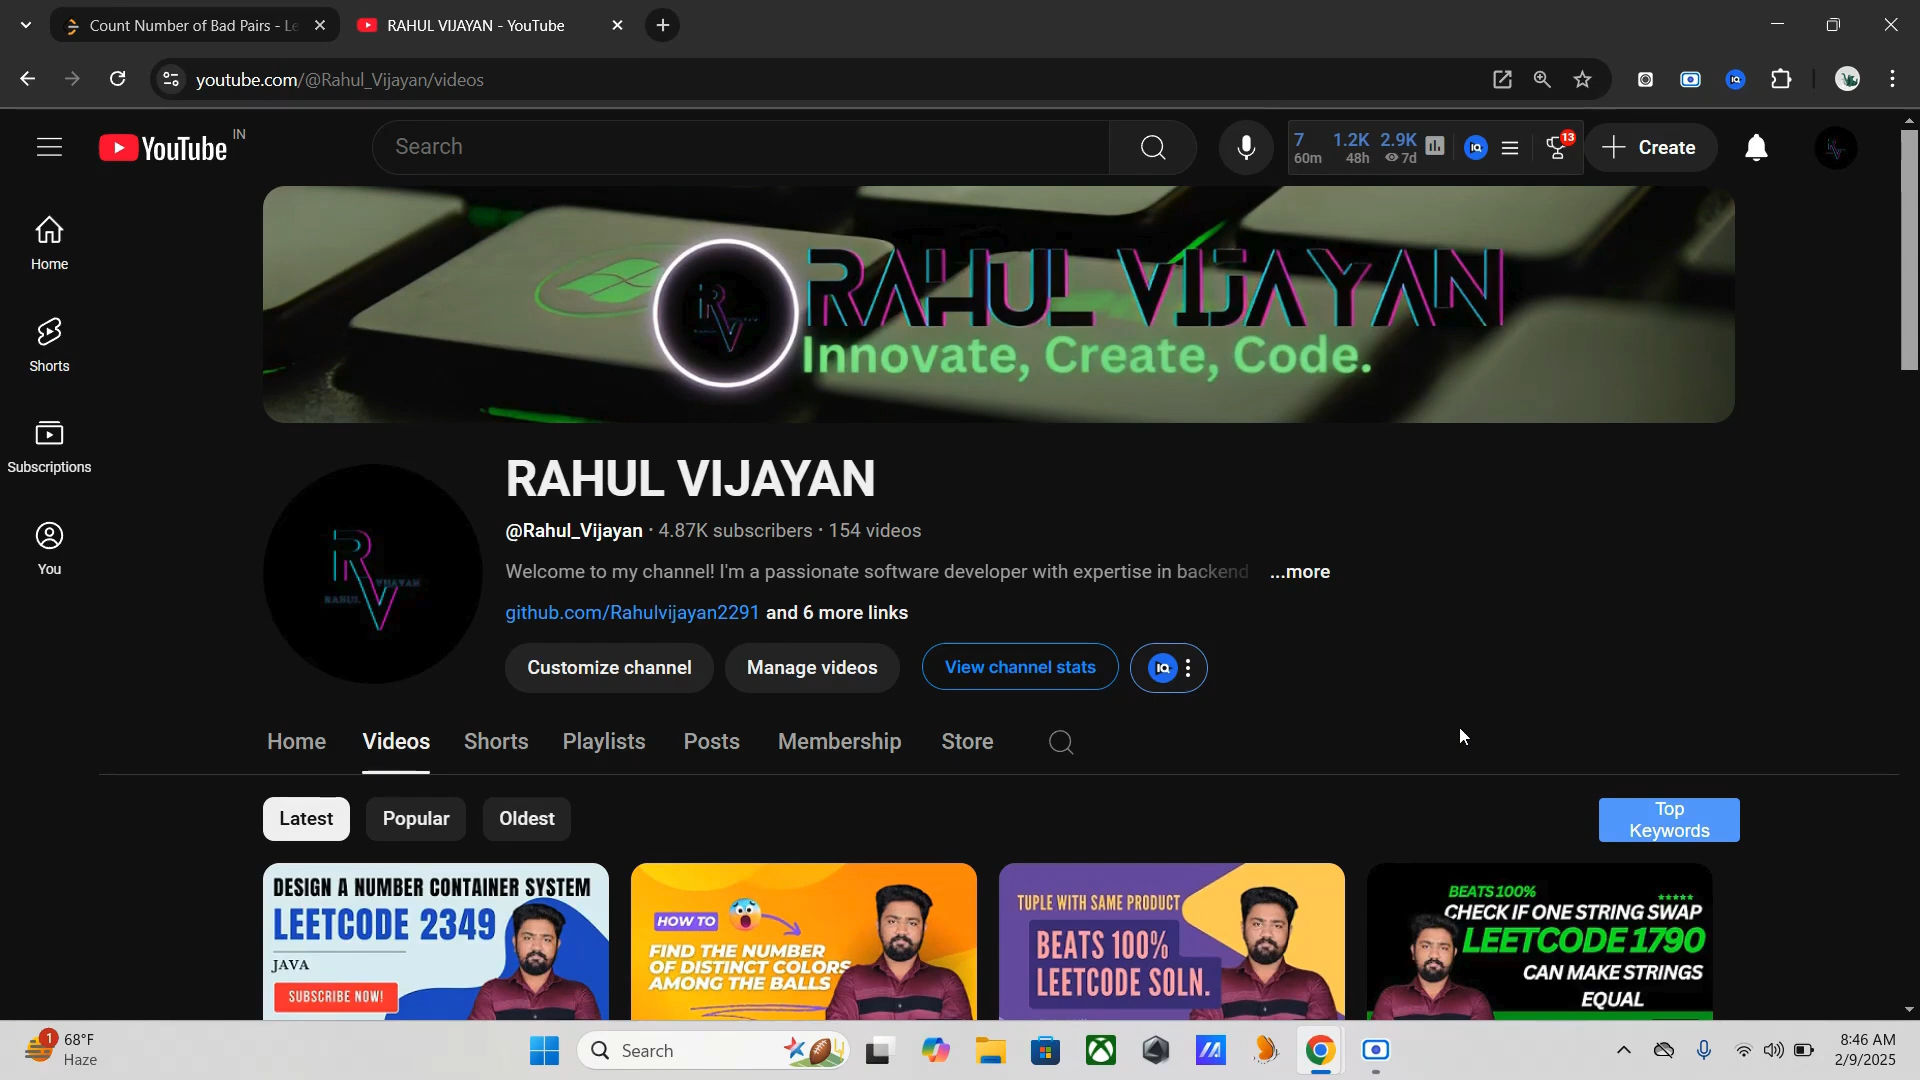 Count Number of Bad Pairs - Le
RAHUL VIJAYAN - YouTube
youtube.com/@Rahul_Vijayan/videos
YouTube IN
Search
7 1.2K 2.9K
60m 48h 7d
13
Create
Home
Shorts
Subscriptions
You
RAHUL VIJAYAN
Innovate, Create, Code.
RAHUL VIJAYAN
@Rahul_Vijayan · 4.87K subscribers · 154 videos
Welcome to my channel! I'm a passionate software developer with expertise in backend ...more
github.com/Rahulvijayan2291 and 6 more links
Customize channel
Manage videos
View channel stats
IQ
Home Videos Shorts Playlists Posts Membership Store
Latest
Popular
Oldest
Top
Keywords
DESIGN A NUMBER CONTAINER SYSTEM
LEETCODE 2349
JAVA
SUBSCRIBE NOW!
HOW TO
FIND THE NUMBER
OF DISTINCT COLORS
AMONG THE BALLS
TUPLE WITH SAME PRODUCT
BEATS 100%
LEETCODE SOLN.
BEATS 100%
*****
CHECK IF ONE STRING SWAP
LEETCODE 1790
CAN MAKE STRINGS
EQUAL
1
68°F
Haze
Search
8:46 AM
2/9/2025